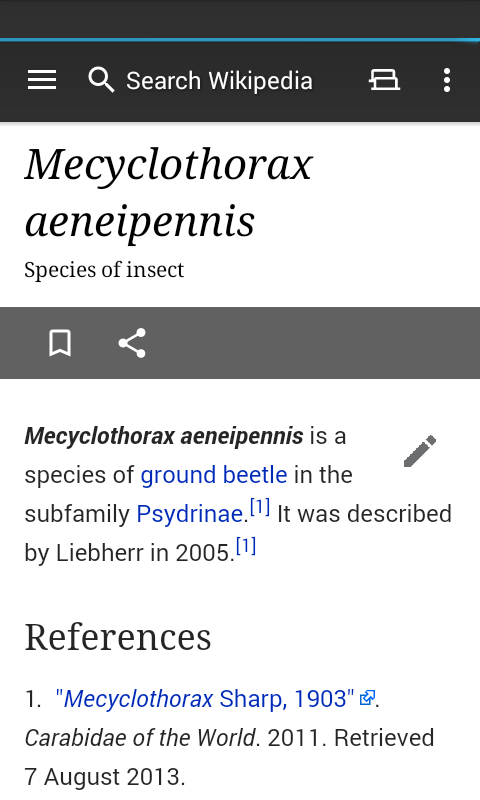 Search Wikipedia
Mecyclothorax
aeneipennis
Species of insect
Mecyclothorax aeneipennis is a
species of ground beetle in the
subfamily Psydrinae.[1] It was described
by Liebherr in 2005.[1]
References
1. "Mecyclothorax Sharp, 1903".
Carabidae of the World. 2011. Retrieved
7 August 2013.